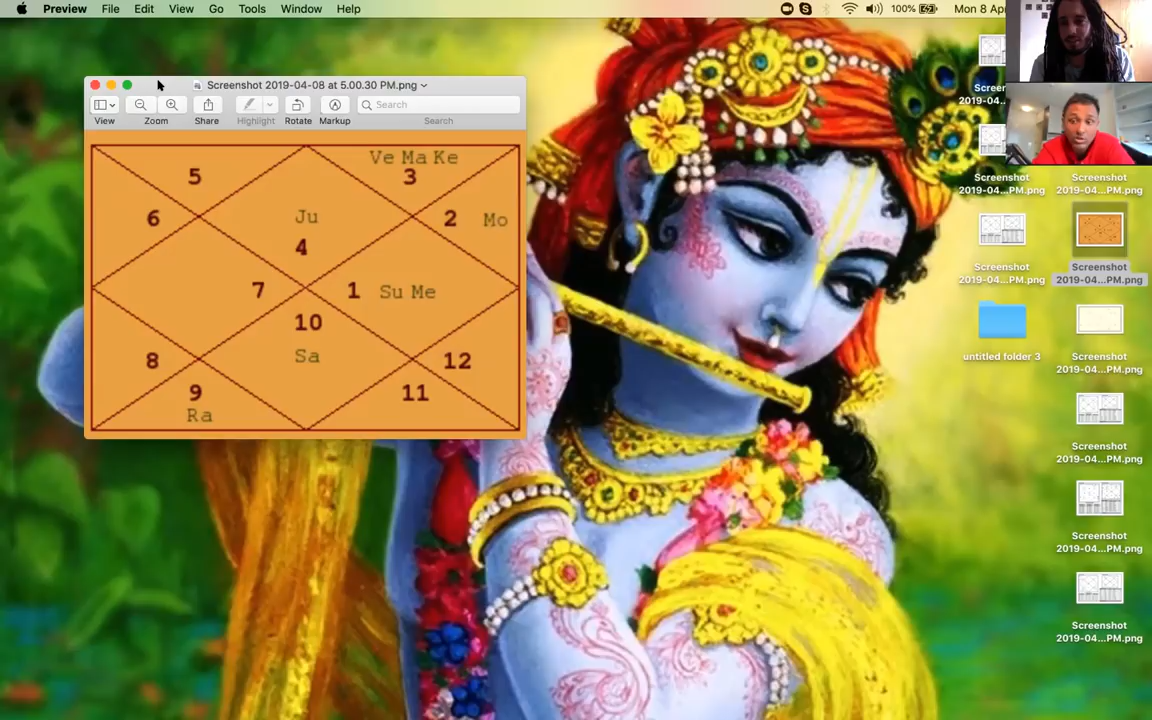 Preview File Edit View Go Tools Window Help
100%
Mon 8 Apr
Screenshot 2019-04-08 at 5.00.30 PM.png
Search
View Zoom Share Highlight Rotate Markup Search
Ve Ma Ke
5
3
6
Ju
2
Mo
4
7
1
Su Me
10
Sa
8
12
9
11
Ra
Screenshot
2019-04...PM.png
Screenshot
2019-04...PM.png
Screenshot
2019-04...PM.png
Screenshot
2019-04...PM.png
untitled folder 3
Screenshot
2019-04...PM.png
Screenshot
2019-04...PM.png
Screenshot
2019-04...PM.png
Screenshot
2019-04...PM.png